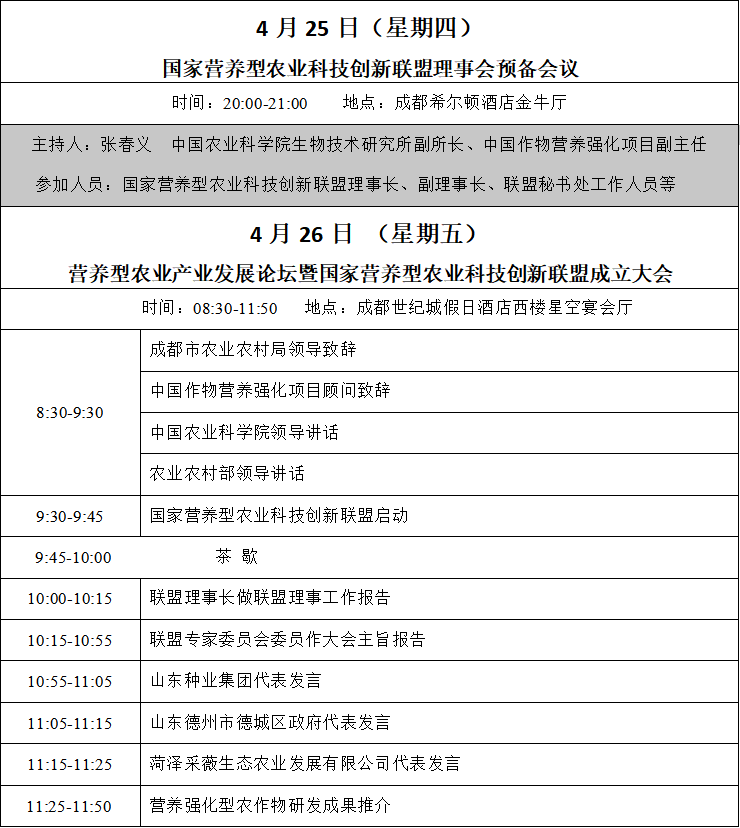 4 月 25 日（星期四）
国家营养型农业科技创新联盟理事会预备会议
时间：20:00-21:00 地点：成都希尔顿酒店金牛厅
主持人：张春义 中国农业科学院生物技术研究所副所长、中国作物营养强化项目副主任
参加人员：国家营养型农业科技创新联盟理事长、副理事长、联盟秘书处工作人员等
4 月 26 日 （星期五）
营养型农业产业发展论坛暨国家营养型农业科技创新联盟成立大会
时间：08:30-11:50 地点：成都世纪城假日酒店西楼星空宴会厅
8:30-9:30
成都市农业农村局领导致辞
中国作物营养强化项目顾问致辞
中国农业科学院领导讲话
农业农村部领导讲话
9:30-9:45 国家营养型农业科技创新联盟启动
9:45-10:00 茶 歇
10:00-10:15 联盟理事长做联盟理事工作报告
10:15-10:55 联盟专家委员会委员作大会主旨报告
10:55-11:05 山东种业集团代表发言
11:05-11:15 山东德州市德城区政府代表发言
11:15-11:25 菏泽采薇生态农业发展有限公司代表发言
11:25-11:50 营养强化型农作物研发成果推介